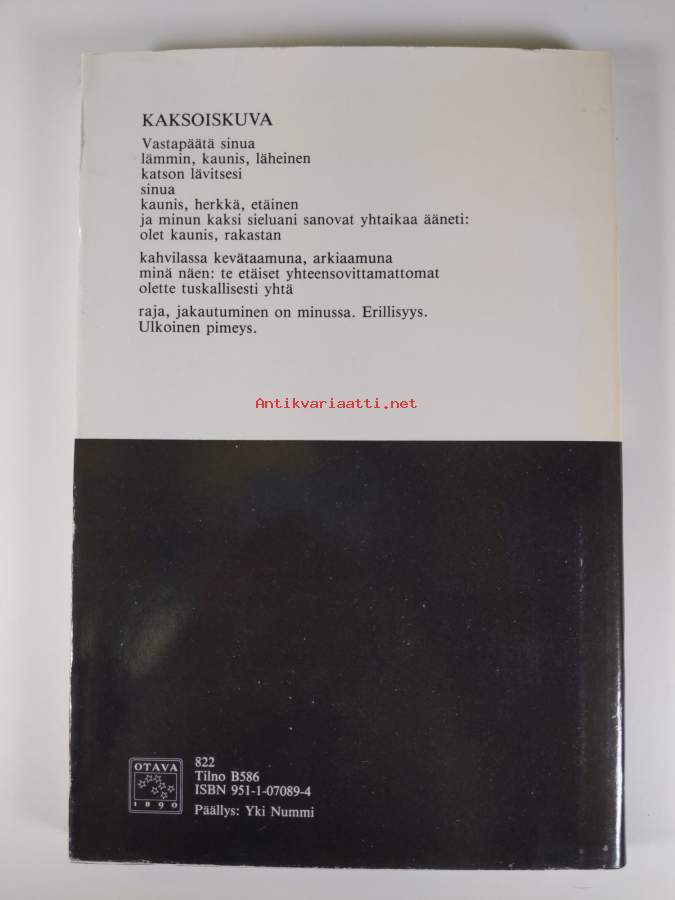 KAKSOISKUVA
Vastapäätä sinua
lämmin, kaunis, läheinen
katson lävitsesi
sinua
kaunis, herkkä, etäinen
ja minun kaksi sieluani sanovat yhtaikaa ääneti:
olet kaunis, rakastan
kahvilassa kevätaamuna, arkiaamuna
minä näen: te etäiset yhteensovittamattomat
olette tuskallisesti yhtä
raja, jakautuminen on minussa. Erillisyys.
Ulkoinen pimeys.
Antikvariaatti.net
OTAVA
1890
822
Tilno B586
ISBN 951-1-07089-4
Päällys: Yki Nummi